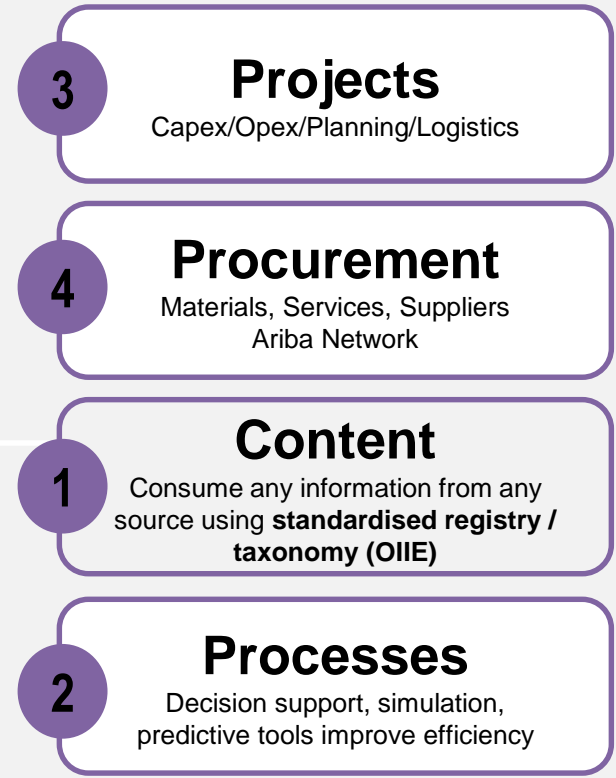 3
Projects
Capex/Opex/Planning/Logistics
4
Procurement
Materials, Services, Suppliers
Ariba Network
1
Content
Consume any information from any
source using standardised registry /
taxonomy (OIIE)
2
Processes
Decision support, simulation,
predictive tools improve efficiency